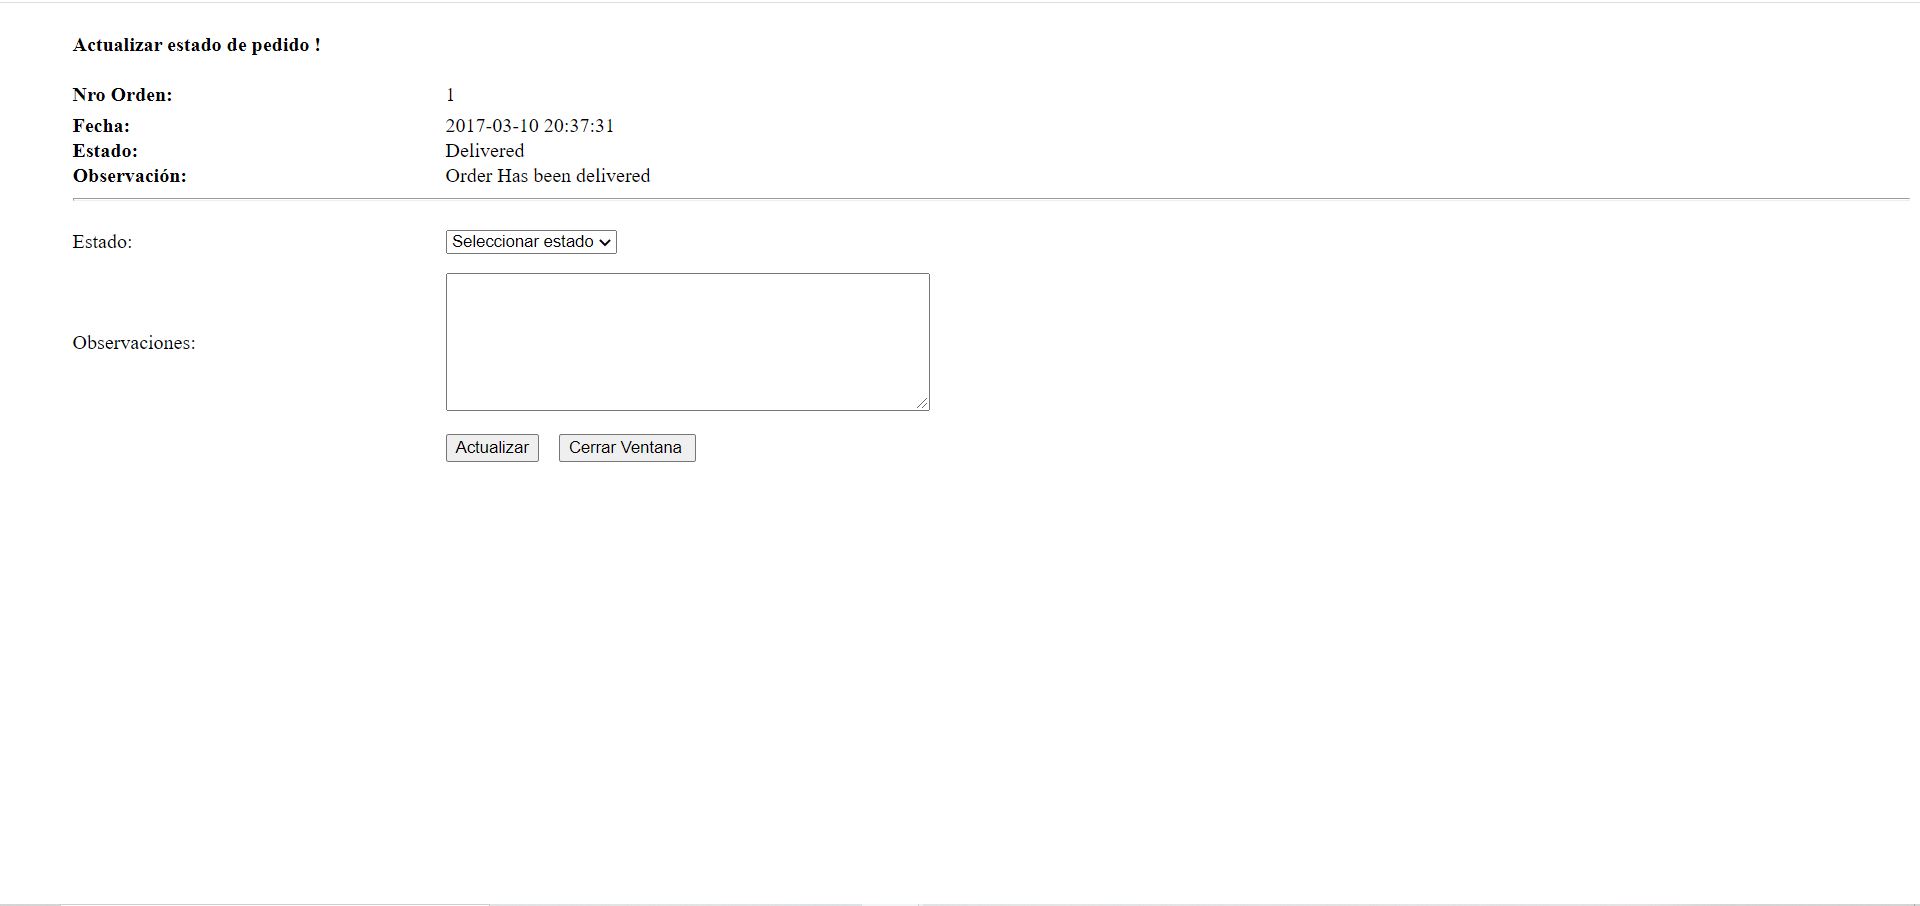 Actualizar estado de pedido !
Nro Orden: 1
Fecha: 2017-03-10 20:37:31
Estado: Delivered
Observación: Order Has been delivered
Estado: Seleccionar estado
Observaciones:
Actualizar Cerrar Ventana